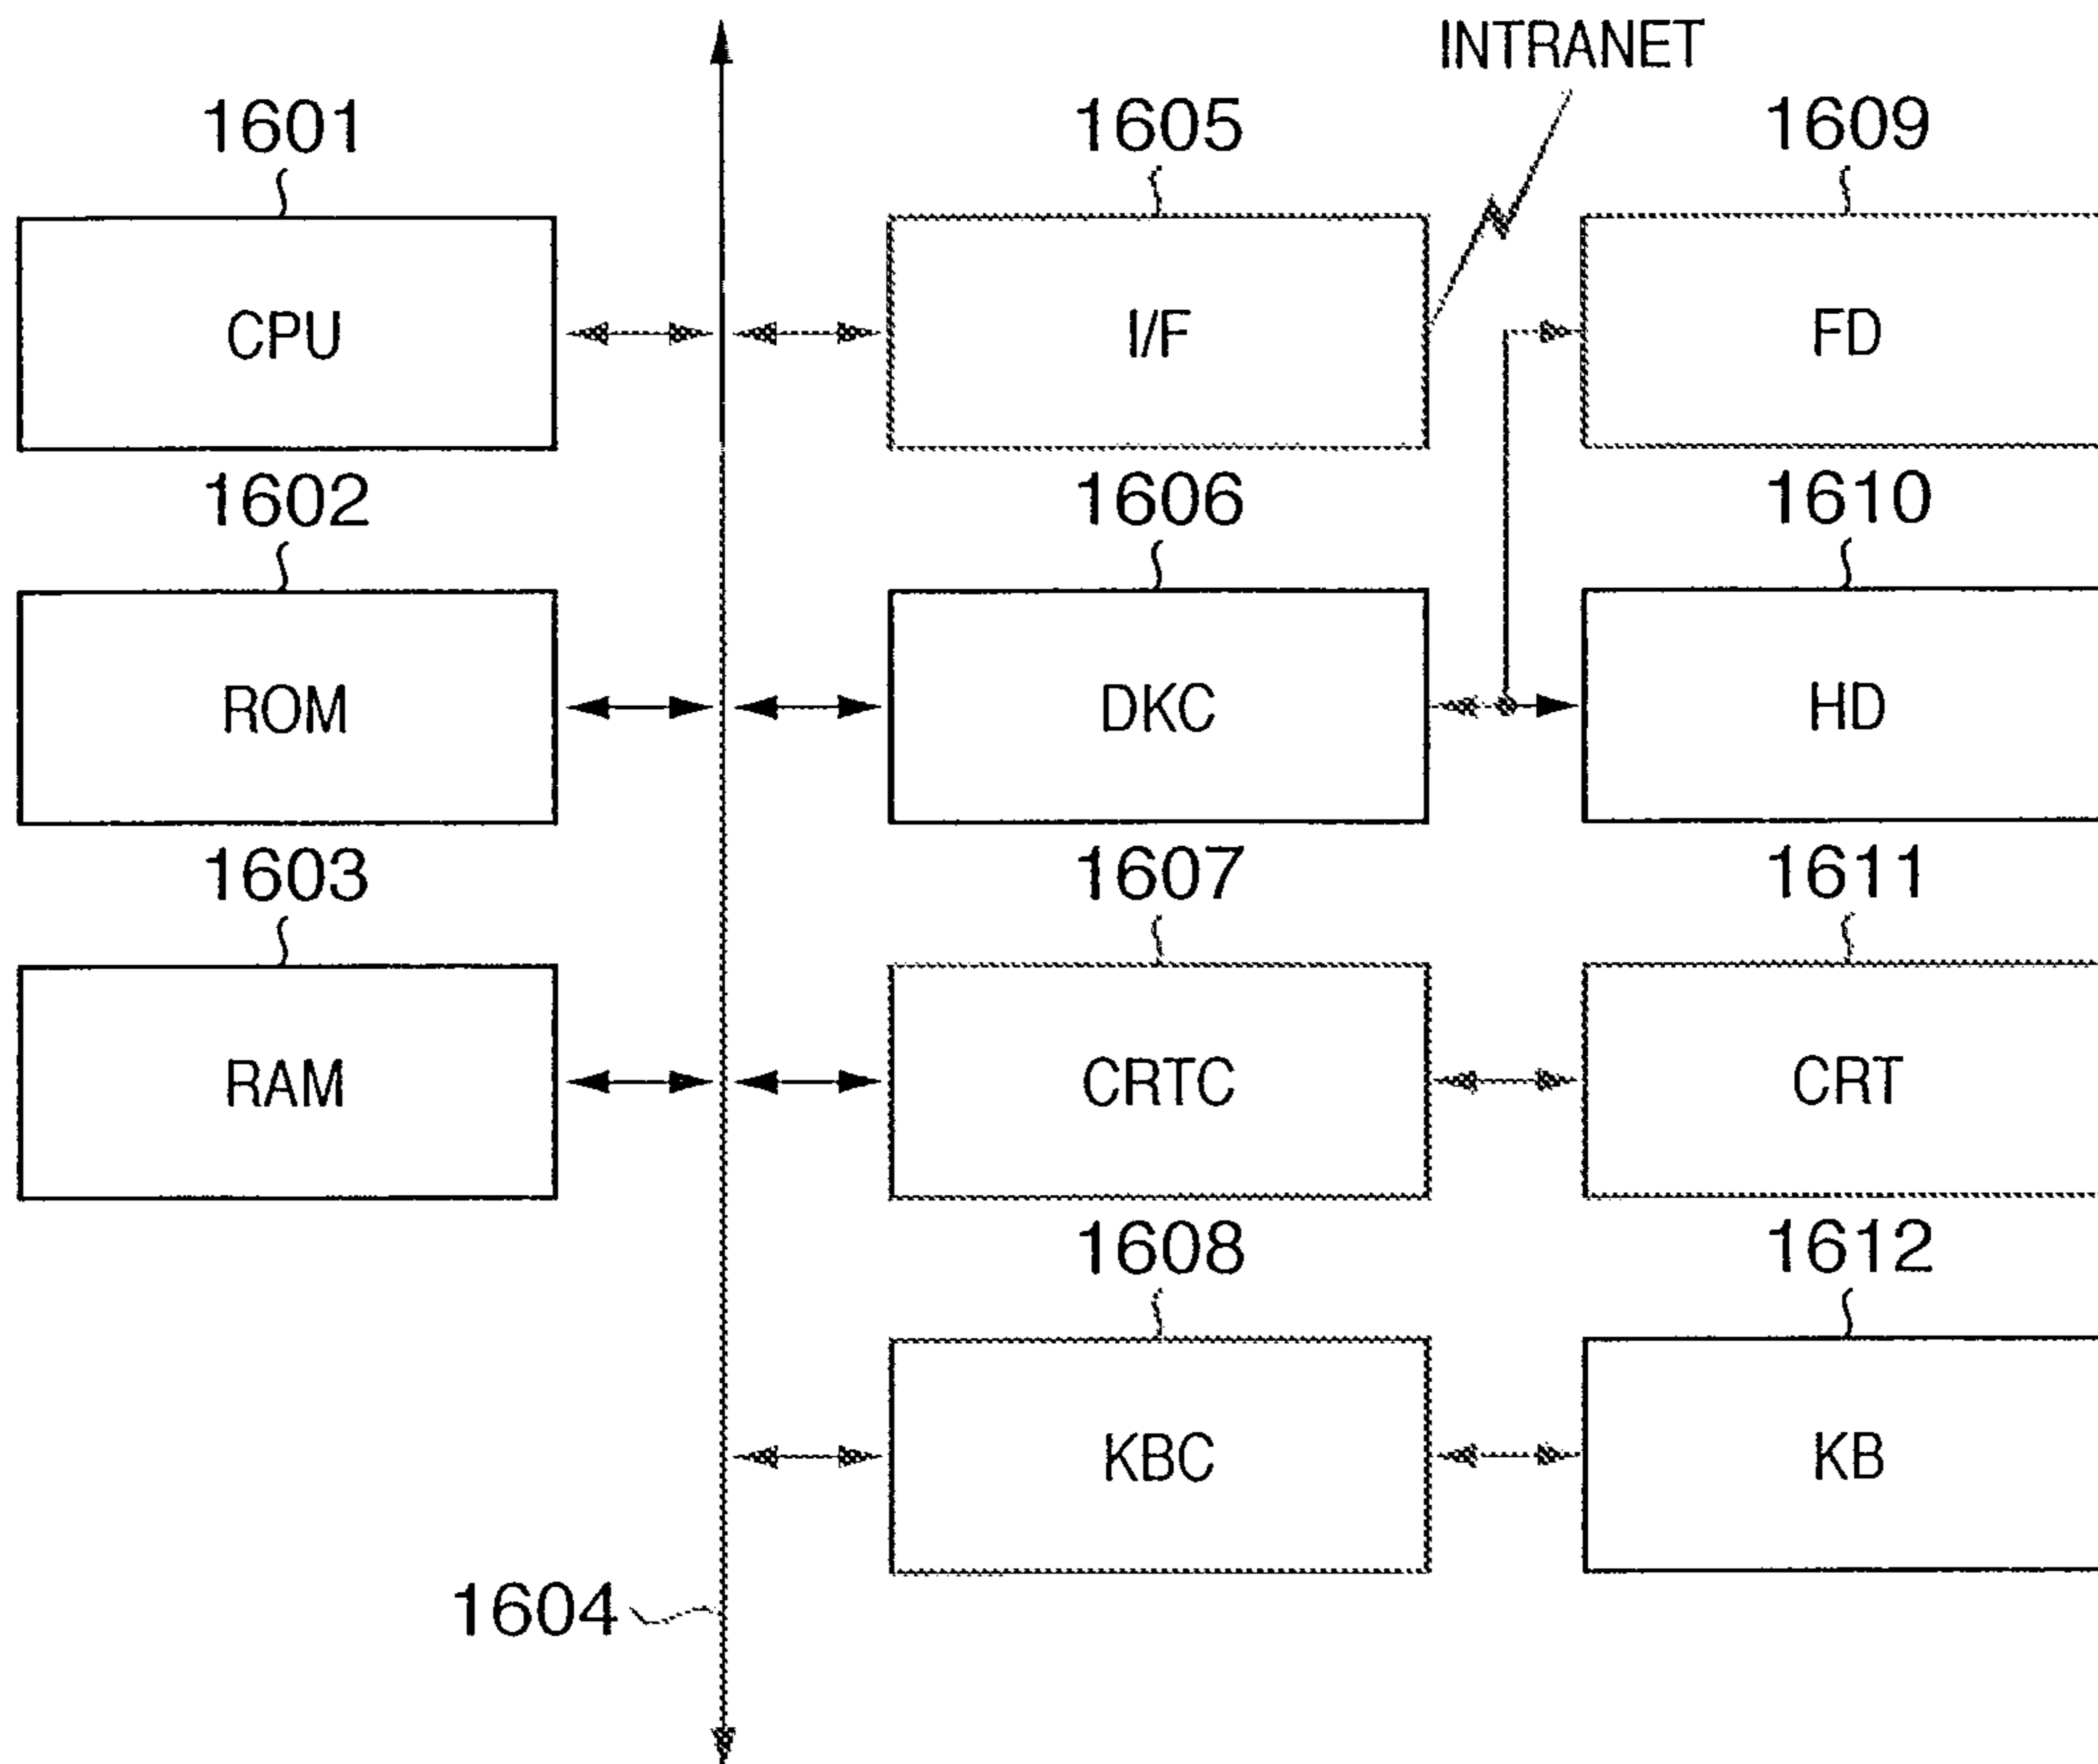 INTRANET
1601
1605
1609
CPU
I/F
FD
1602
1606
1610
ROM
DKC
HD
1603
1607
1611
RAM
CRTC
CRT
1608
1612
KBC
KB
1604